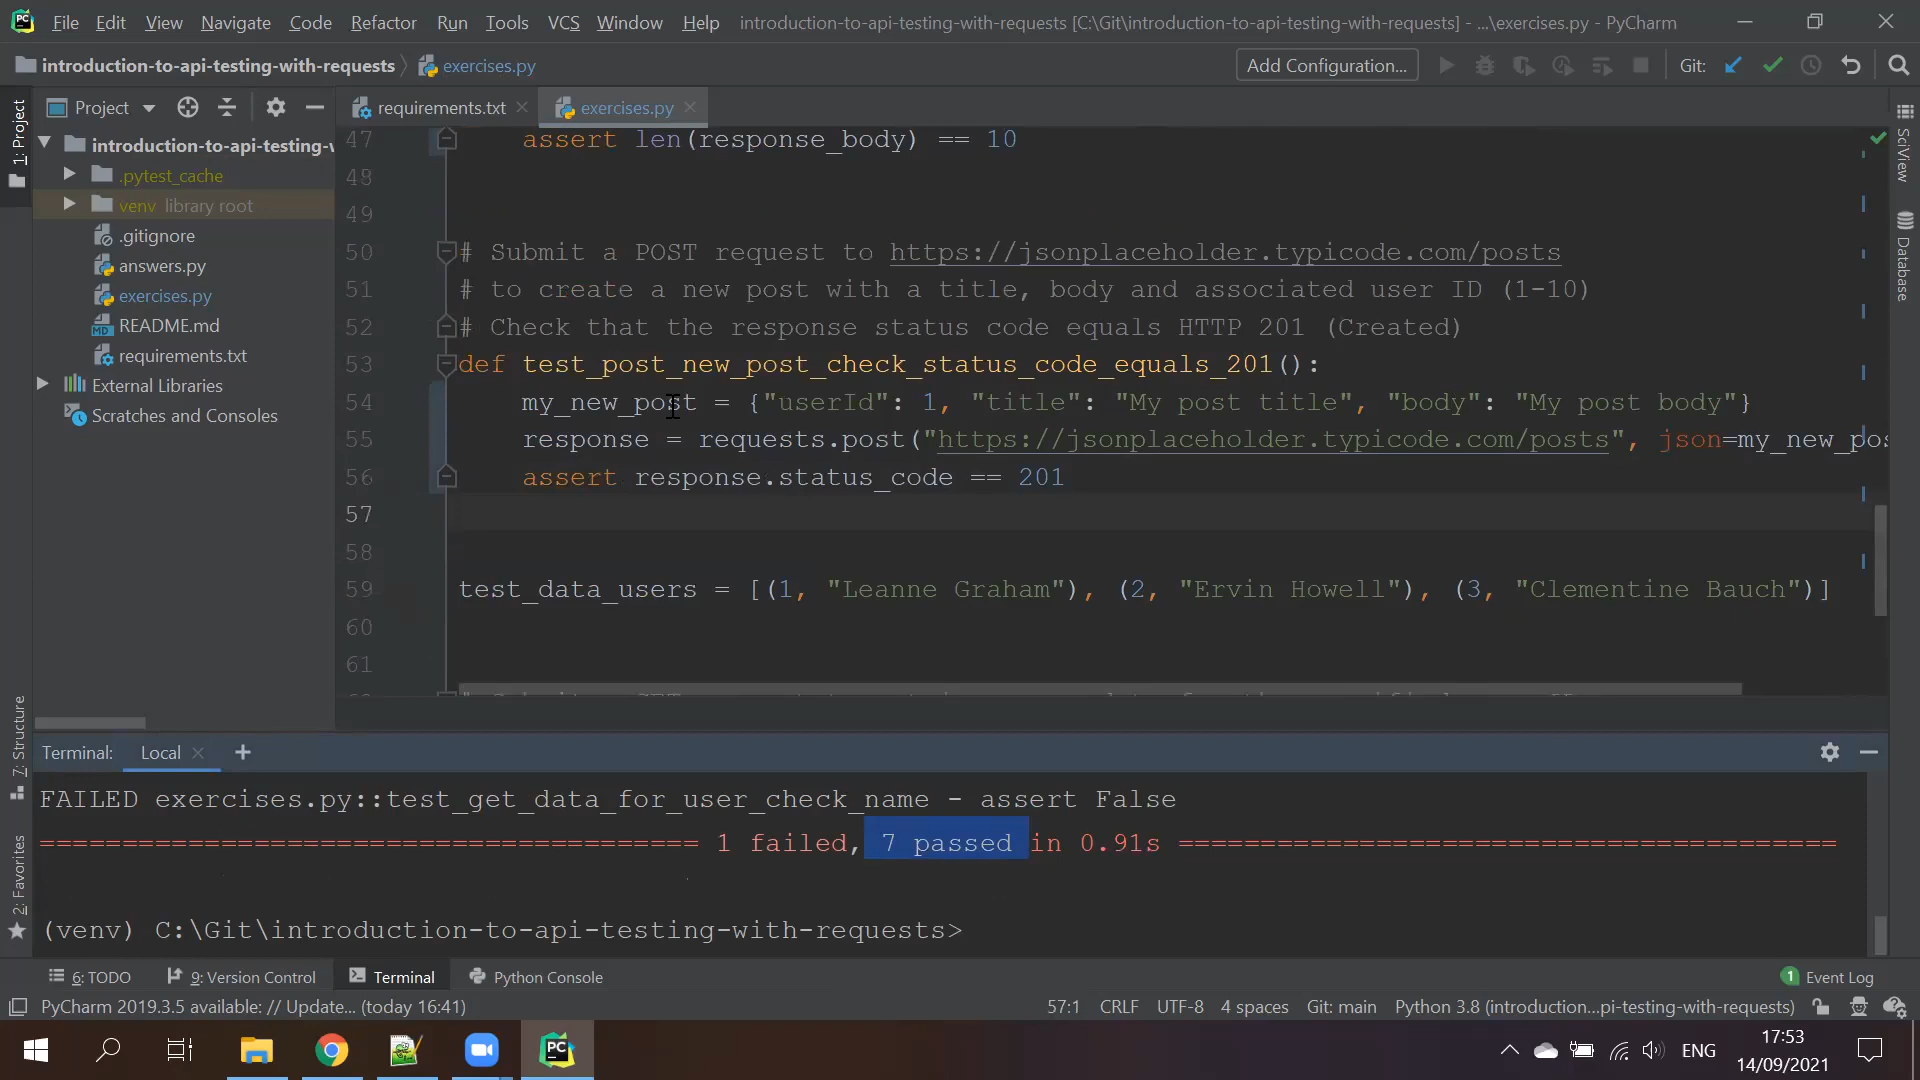 File Edit View Navigate Code Refactor Run Tools VCS Window Help introduction-to-api-testing-with-requests [C:\Git\introduction-to-api-testing-with-requests] - ...\exercises.py - PyCharm
introduction-to-api-testing-with-requests exercises.py Add Configuration... Git:
1: Project
Project
requirements.txt
exercises.py
introduction-to-api-testing-w
.pytest_cache
venv library root
.gitignore
answers.py
exercises.py
README.md
requirements.txt
External Libraries
Scratches and Consoles
47 assert len(response_body) == 10
48
49
50 # Submit a POST request to https://jsonplaceholder.typicode.com/posts
51 # to create a new post with a title, body and associated user ID (1-10)
52 # Check that the response status code equals HTTP 201 (Created)
53 def test_post_new_post_check_status_code_equals_201():
54 my_new_post = {"userId": 1, "title": "My post title", "body": "My post body"}
55 response = requests.post("https://jsonplaceholder.typicode.com/posts", json=my_new_pos
56 assert response.status_code == 201
57
58
59 test_data_users = [(1, "Leanne Graham"), (2, "Ervin Howell"), (3, "Clementine Bauch")]
60
61
SciView
Database
7: Structure
2: Favorites
Terminal: Local
FAILED exercises.py::test_get_data_for_user_check_name - assert False
===================================== 1 failed, 7 passed in 0.91s =====================================
(venv) C:\Git\introduction-to-api-testing-with-requests>
6: TODO 9: Version Control Terminal Python Console 1 Event Log
PyCharm 2019.3.5 available: // Update... (today 16:41) 57:1 CRLF UTF-8 4 spaces Git: main Python 3.8 (introduction...pi-testing-with-requests)
PC
ENG
17:53
14/09/2021